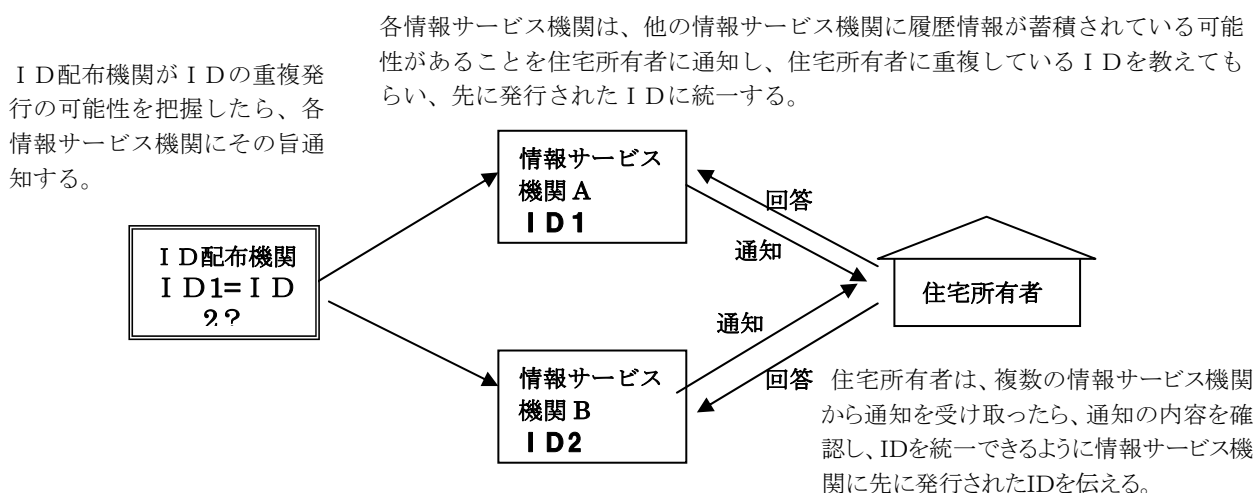 各情報サービス機関は、他の情報サービス機関に履歴情報が蓄積されている可能
性があることを住宅所有者に通知し、住宅所有者に重複しているＩＤを教えても
らい、先に発行されたＩＤに統一する。
ＩＤ配布機関がＩＤの重複発
行の可能性を把握したら、各
情報サービス機関にその旨通
知する。
情報サービス
機関Ａ
ＩＤ1
回答
通知
ＩＤ配布機関
ＩＤ1=ＩＤ
2？
住宅所有者
通知
情報サービス
機関Ｂ
ＩＤ2
回答
住宅所有者は、複数の情報サービス機関
から通知を受け取ったら、通知の内容を確
認し、IDを統一できるように情報サービス機
関に先に発行されたIDを伝える。